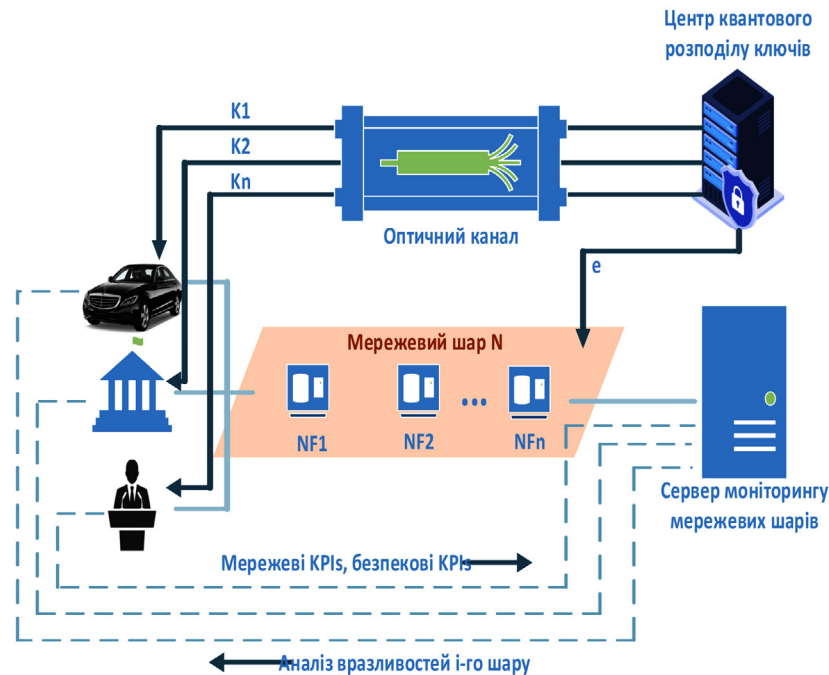 Центр квантового
розподілу ключів
K1
K2
Kn
Оптичний канал
e
Мережевий шар N
NF1
NF2
...
NFn
Сервер моніторингу
мережевих шарів
Мережеві KPIs, безпекові KPIs
Аналіз вразливостей і-го шару